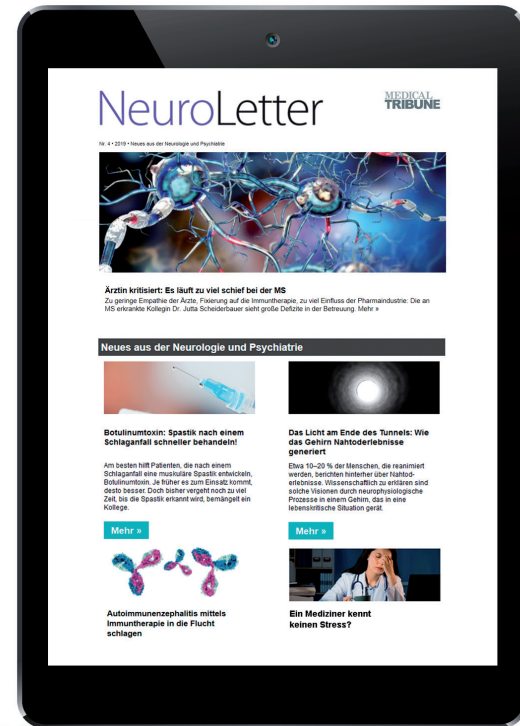 NeuroLetter
MEDICAL
TRIBUNE
Nr. 4 • 2019 • Neues aus der Neurologie und Psychiatrie
Ärztin kritisiert: Es läuft zu viel schief bei der MS
Zu geringe Empathie der Ärzte, Fixierung auf die Immuntherapie, zu viel Einfluss der Pharmaindustrie: Die an
MS erkrankte Kollegin Dr. Jutta Scheiderbauer sieht große Defizite in der Betreuung. Mehr »
Neues aus der Neurologie und Psychiatrie
Botulinumtoxin: Spastik nach einem
Schlaganfall schneller behandeln!
Am besten hilft Patienten, die nach einem
Schlaganfall eine muskuläre Spastik entwickeln,
Botulinumtoxin. Je früher es zum Einsatz kommt,
desto besser. Doch bisher vergeht noch zu viel
Zeit, bis die Spastik erkannt wird, bemängelt ein
Kollege.
Mehr »
Das Licht am Ende des Tunnels: Wie
das Gehirn Nahtoderlebnisse
generiert
Etwa 10–20 % der Menschen, die reanimiert
werden, berichten hinterher über Nahtod-
erlebnisse. Wissenschaftlich zu erklären sind
solche Visionen durch neurophysiologische
Prozesse in einem Gehirn, das in eine
lebenskritische Situation gerät.
Mehr »
Autoimmunenzephalitis mittels
Immuntherapie in die Flucht
schlagen
Ein Mediziner kennt
keinen Stress?